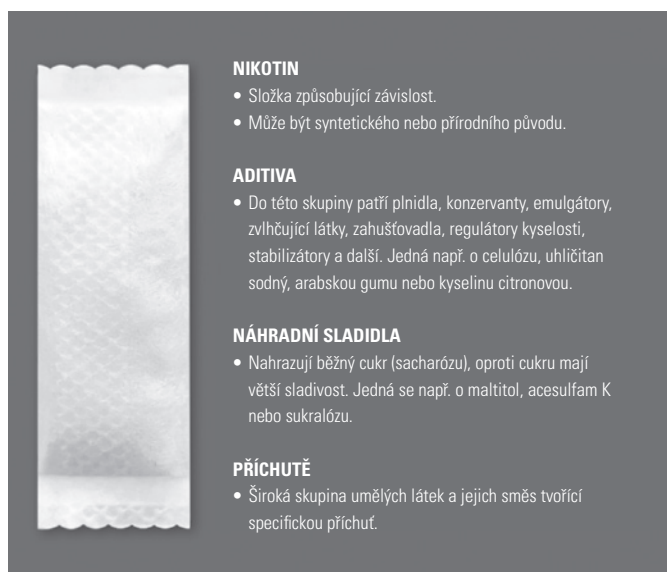 NIKOTIN
• Složka způsobující závislost.
• Může být syntetického nebo přírodního původu.
ADITIVA
• Do této skupiny patří plnidla, konzervanty, emulgátory,
zvlhčující látky, zahušťovadla, regulátory kyselosti,
stabilizátory a další. Jedná např. o celulózu, uhličitan
sodný, arabskou gumu nebo kyselinu citronovou.
NÁHRADNÍ SLADIDLA
• Nahrazují běžný cukr (sacharózu), oproti cukru mají
větší sladivost. Jedná se např. o maltitol, acesulfam K
nebo sukralózu.
PŘÍCHUTĚ
• Široká skupina umělých látek a jejich směs tvořící
specifickou příchuť.